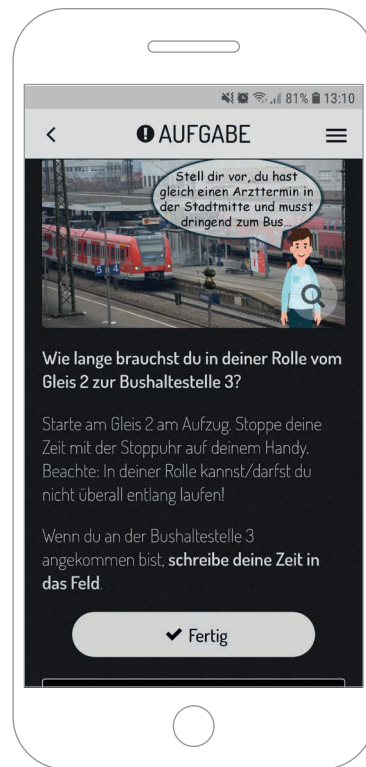 81% 13:10
AUFGABE
Stell dir vor, du hast
gleich einen Arzttermin in
der Stadtmitte und musst
dringend zum Bus...
5 4
Wie lange brauchst du in deiner Rolle vom
Gleis 2 zur Bushaltestelle 3?
Starte am Gleis 2 am Aufzug. Stoppe deine
Zeit mit der Stoppuhr auf deinem Handy.
Beachte: In deiner Rolle kannst/darfst du
nicht überall entlang laufen!
Wenn du an der Bushaltestelle 3
angekommen bist, schreibe deine Zeit in
das Feld.
Fertig